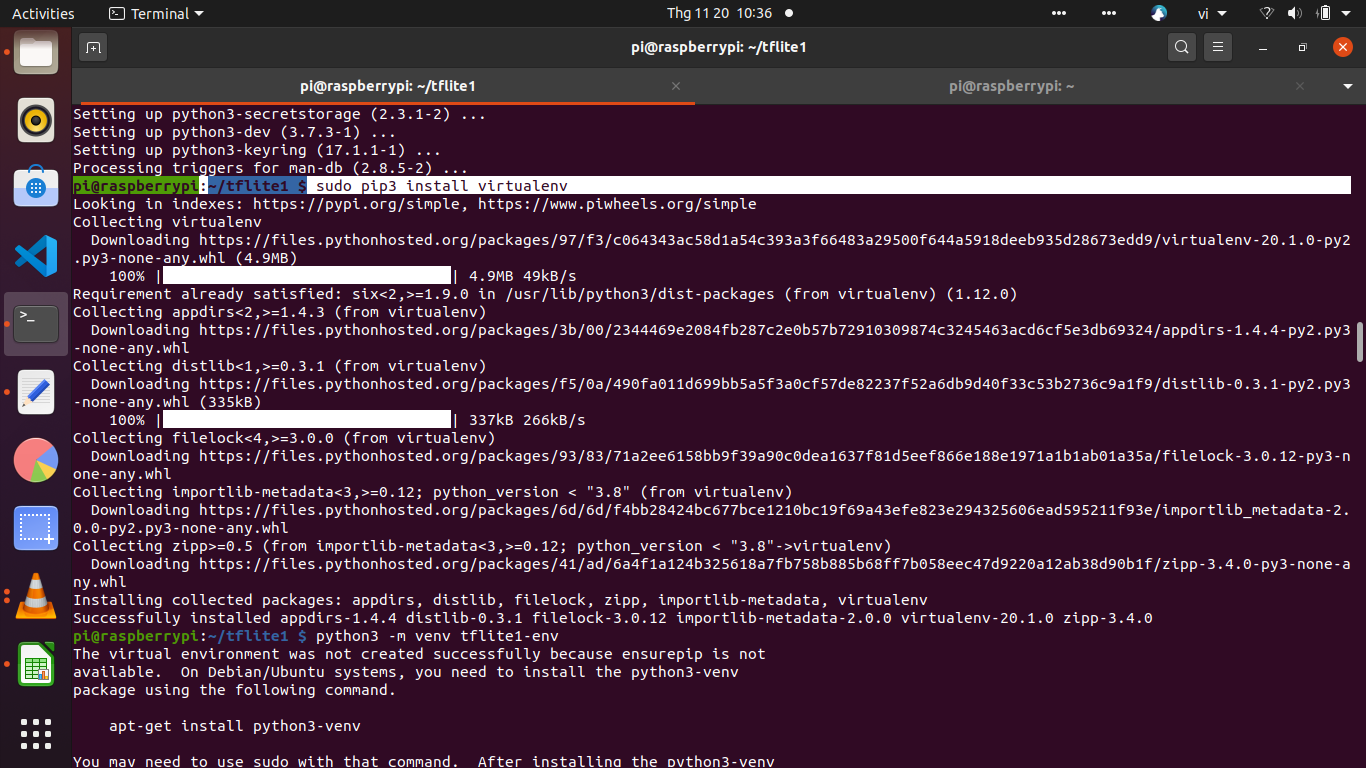 Activities
Terminal
Thg 11 20 10:36
vi
pi@raspberrypi: ~/tflite1
pi@raspberrypi: ~/tflite1
pi@raspberrypi: ~
Setting up python3-secretstorage (2.3.1-2) ...
Setting up python3-dev (3.7.3-1) ...
Setting up python3-keyring (17.1.1-1) ...
Processing triggers for man-db (2.8.5-2) ...
pi@raspberrypi:~/tflite1 $ sudo pip3 install virtualenv
Looking in indexes: https://pypi.org/simple, https://www.piwheels.org/simple
Collecting virtualenv
  Downloading https://files.pythonhosted.org/packages/97/f3/c064343ac58d1a54c393a3f66483a29500f644a5918deeb935d28673edd9/virtualenv-20.1.0-py2
.py3-none-any.whl (4.9MB)
    100% |                                | 4.9MB 49kB/s
Requirement already satisfied: six<2,>=1.9.0 in /usr/lib/python3/dist-packages (from virtualenv) (1.12.0)
Collecting appdirs<2,>=1.4.3 (from virtualenv)
  Downloading https://files.pythonhosted.org/packages/3b/00/2344469e2084fb287c2e0b57b72910309874c3245463acd6cf5e3db69324/appdirs-1.4.4-py2.py3
-none-any.whl
Collecting distlib<1,>=0.3.1 (from virtualenv)
  Downloading https://files.pythonhosted.org/packages/f5/0a/490fa011d699bb5a5f3a0cf57de82237f52a6db9d40f33c53b2736c9a1f9/distlib-0.3.1-py2.py3
-none-any.whl (335kB)
    100% |                                | 337kB 266kB/s
Collecting filelock<4,>=3.0.0 (from virtualenv)
  Downloading https://files.pythonhosted.org/packages/93/83/71a2ee6158bb9f39a90c0dea1637f81d5eef866e188e1971a1b1ab01a35a/filelock-3.0.12-py3-n
one-any.whl
Collecting importlib-metadata<3,>=0.12; python_version < "3.8" (from virtualenv)
  Downloading https://files.pythonhosted.org/packages/6d/6d/f4bb28424bc677bce1210bc19f69a43efe823e294325606ead595211f93e/importlib_metadata-2.
0.0-py2.py3-none-any.whl
Collecting zipp>=0.5 (from importlib-metadata<3,>=0.12; python_version < "3.8"->virtualenv)
  Downloading https://files.pythonhosted.org/packages/41/ad/6a4f1a124b325618a7fb758b885b68ff7b058eec47d9220a12ab38d90b1f/zipp-3.4.0-py3-none-a
ny.whl
Installing collected packages: appdirs, distlib, filelock, zipp, importlib-metadata, virtualenv
Successfully installed appdirs-1.4.4 distlib-0.3.1 filelock-3.0.12 importlib-metadata-2.0.0 virtualenv-20.1.0 zipp-3.4.0
pi@raspberrypi:~/tflite1 $ python3 -m venv tflite1-env
The virtual environment was not created successfully because ensurepip is not
available.  On Debian/Ubuntu systems, you need to install the python3-venv
package using the following command.
    apt-get install python3-venv
You may need to use sudo with that command.  After installing the python3-venv